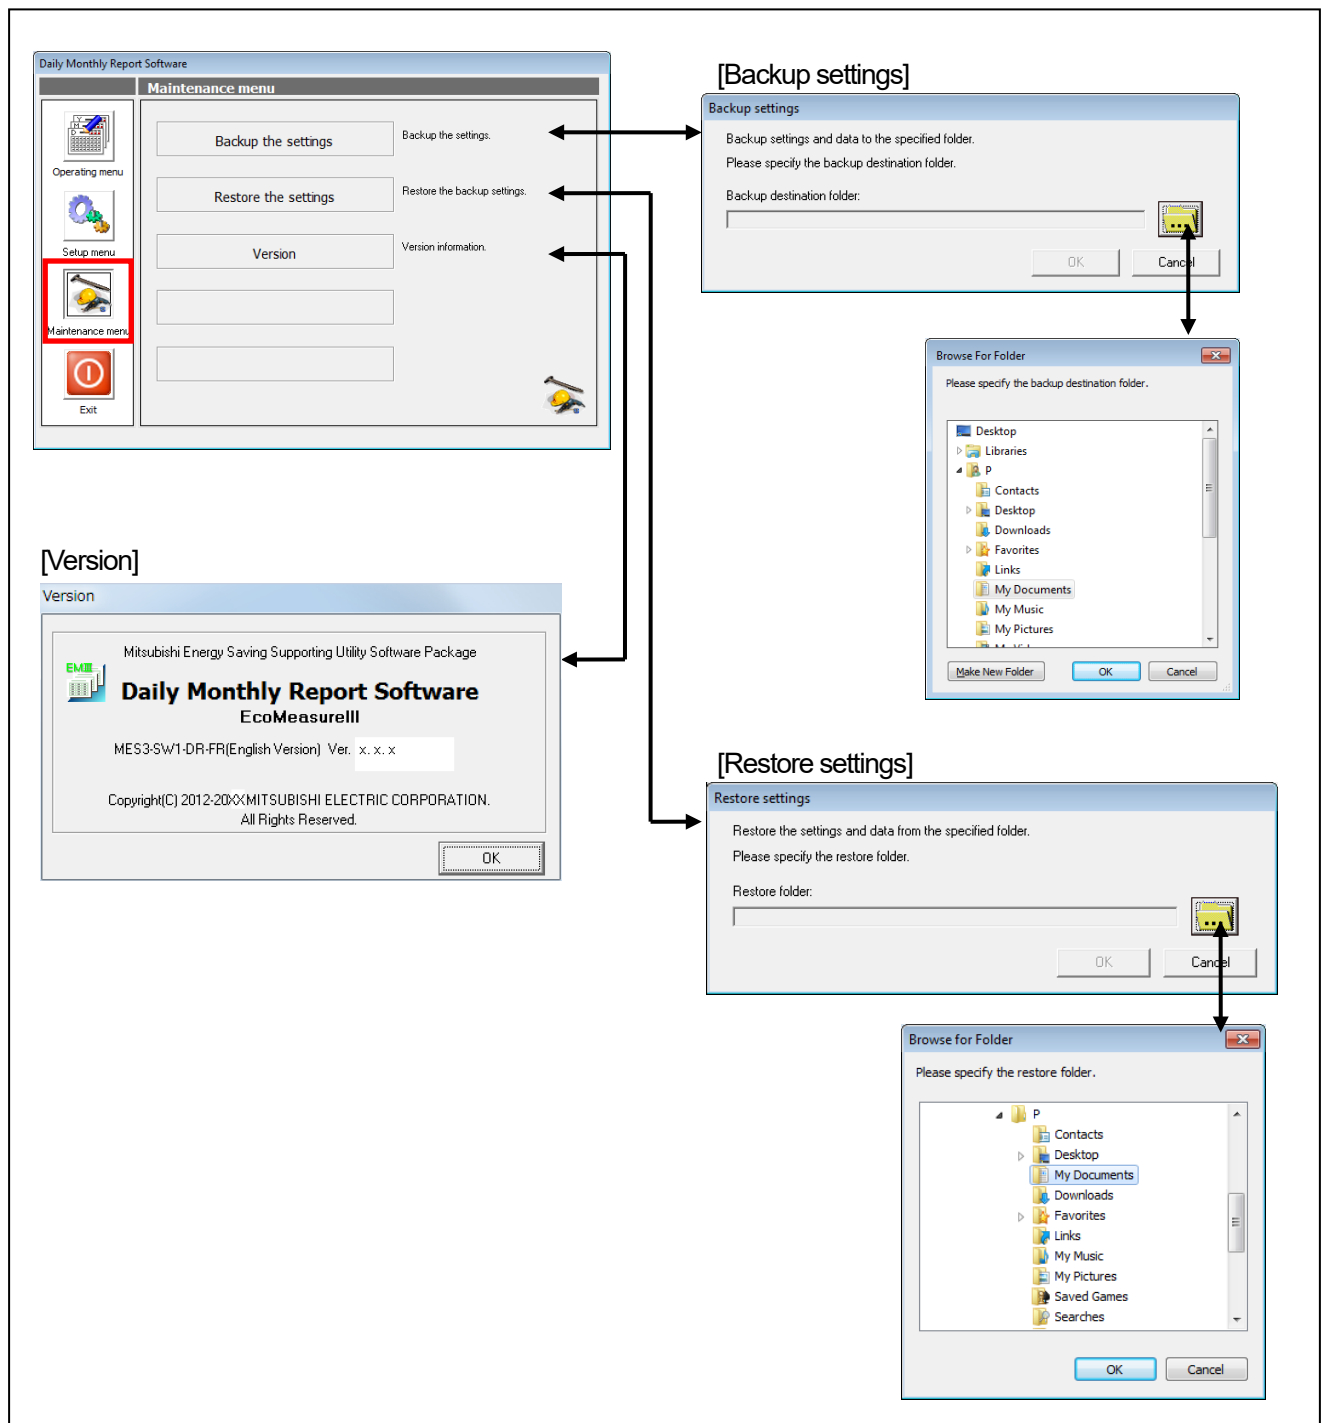 Daily Monthly Report Software
Maintenance menu
Operating menu
Setup menu
Maintenance menu
Exit
Backup the settings
Backup the settings.
Restore the settings
Restore the backup settings.
Version
Version information.
[Backup settings]
Backup settings
Backup settings and data to the specified folder.
Please specify the backup destination folder.
Backup destination folder:
OK
Cancel
Browse For Folder
Please specify the backup destination folder.
Desktop
Libraries
P
Contacts
Desktop
Downloads
Favorites
Links
My Documents
My Music
My Pictures
Make New Folder
OK
Cancel
[Version]
Version
Mitsubishi Energy Saving Supporting Utility Software Package
EMⅢ
Daily Monthly Report Software
EcoMeasureIII
MES3-SW1-DR-FR(English Version) Ver. x. x. x
Copyright(C) 2012-20XX MITSUBISHI ELECTRIC CORPORATION.
All Rights Reserved.
OK
[Restore settings]
Restore settings
Restore the settings and data from the specified folder.
Please specify the restore folder.
Restore folder:
OK
Cancel
Browse for Folder
Please specify the restore folder.
P
Contacts
Desktop
My Documents
Downloads
Favorites
Links
My Music
My Pictures
Saved Games
Searches
OK
Cancel